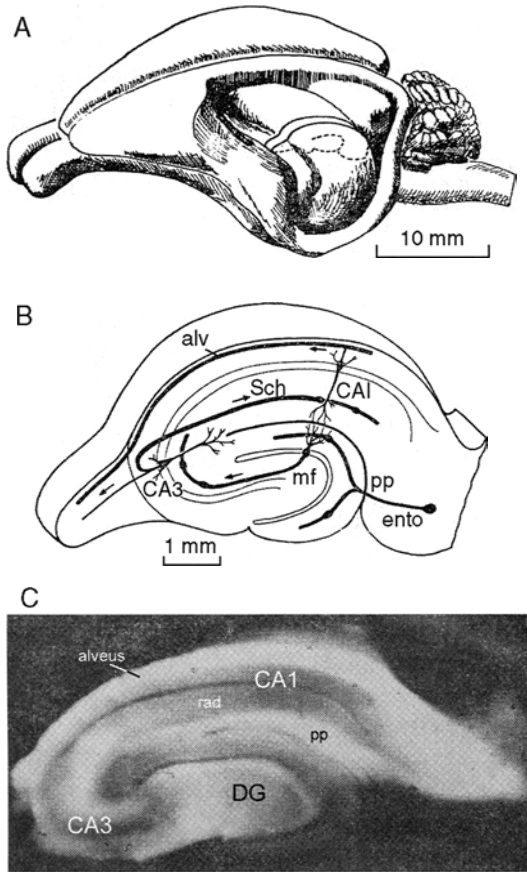 A
10 mm
B
alv
Sch
CAI
CA3
mf
pp
ento
1 mm
C
alveus
CA1
rad
pp
DG
CA3